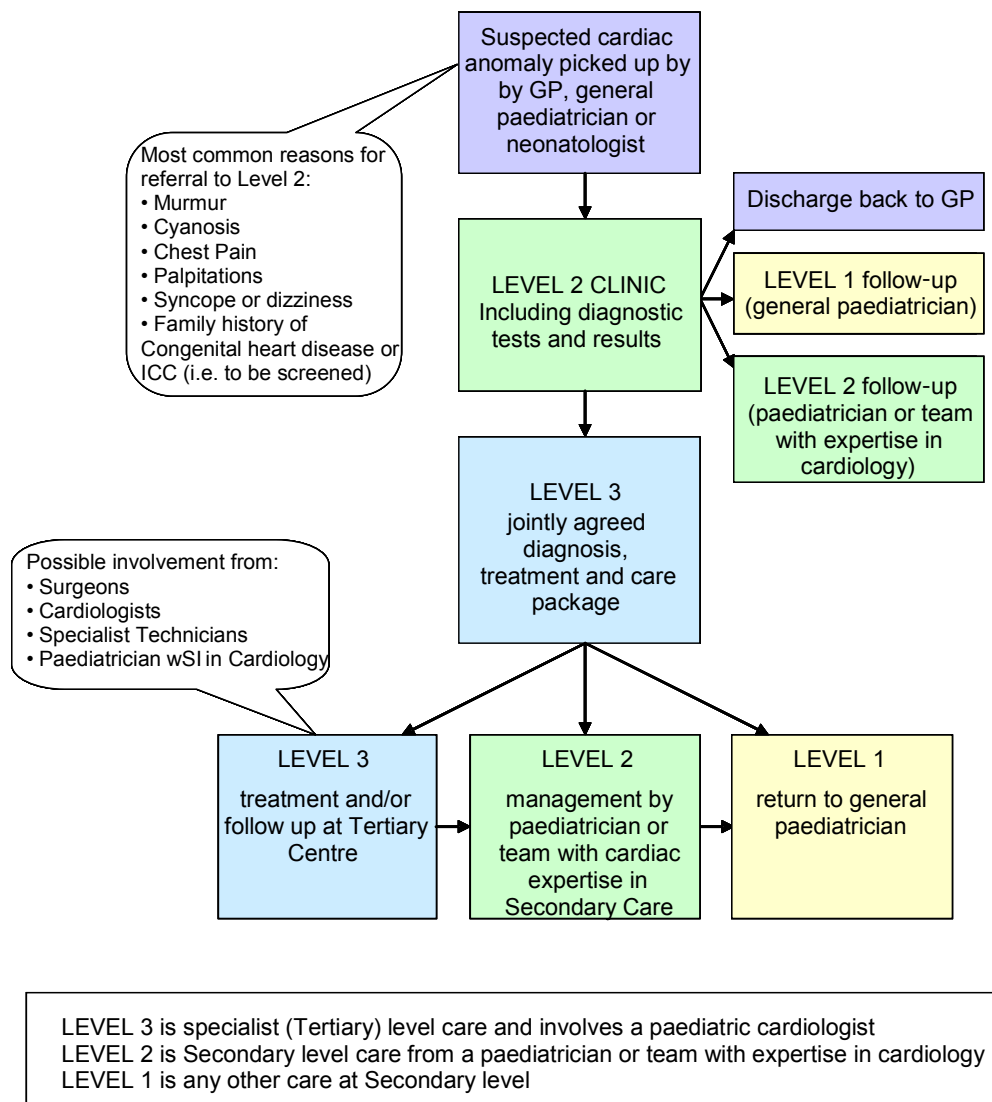 Suspected cardiac
anomaly picked up by
by GP, general
paediatrician or
neonatologist
Most common reasons for
referral to Level 2:
• Murmur
• Cyanosis
• Chest Pain
• Palpitations
• Syncope or dizziness
• Family history of
Congenital heart disease or
ICC (i.e. to be screened)
LEVEL 2 CLINIC
Including diagnostic
tests and results
Discharge back to GP
LEVEL 1 follow-up
(general paediatrician)
LEVEL 2 follow-up
(paediatrician or team
with expertise in
cardiology)
LEVEL 3
jointly agreed
diagnosis,
treatment and care
package
Possible involvement from:
• Surgeons
• Cardiologists
• Specialist Technicians
• Paediatrician wSI in Cardiology
LEVEL 3
treatment and/or
follow up at Tertiary
Centre
LEVEL 2
management by
paediatrician or
team with cardiac
expertise in
Secondary Care
LEVEL 1
return to general
paediatrician
LEVEL 3 is specialist (Tertiary) level care and involves a paediatric cardiologist
LEVEL 2 is Secondary level care from a paediatrician or team with expertise in cardiology
LEVEL 1 is any other care at Secondary level